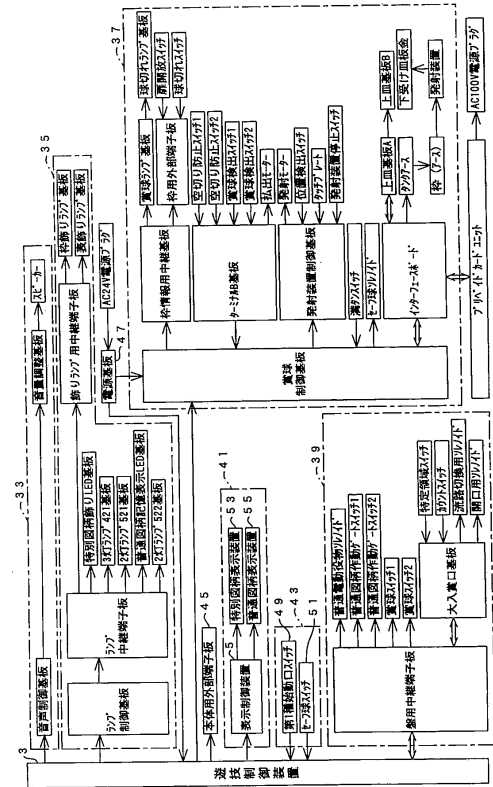 33
音声制御基板
音量調整基板
スピーカー
35
ランプ制御基板
ランプ中継端子板
飾りランプ用中継端子板
枠飾りランプ基板
表飾りランプ基板
特別図柄飾りLED基板
3灯ランプ421基板
2灯ランプ521基板
普通図柄記憶表示LED基板
2灯ランプ522基板
AC24V電源プラグ
電源基板
47
3
遊技制御装置
45
本体用外部端子板
41
5
表示制御装置
特別図柄表示装置
53
普通図柄表示装置
55
49
第1種始動口スイッチ
43
セーフ球スイッチ
51
39
盤用中継端子板
普通電動役物ソレノイド
普通図柄作動ゲートスイッチ1
普通図柄作動ゲートスイッチ2
賞球スイッチ1
賞球スイッチ2
大入賞口基板
特定領域スイッチ
カウントスイッチ
流路切換用ソレノイド
開口用ソレノイド
37
賞球制御基板
枠情報用中継基板
賞球ランプ基板
球切れランプ基板
枠用外部端子板
扉開放スイッチ
球切れスイッチ
ターミナルAB基板
空切り防止スイッチ1
空切り防止スイッチ2
賞球検出スイッチ1
賞球検出スイッチ2
払出モーター
発射装置制御基板
発射モーター
位置検出スイッチ
タッチプレート
発射装置停止スイッチ
満タンスイッチ
セーフ球ソレノイド
インターフェースボード
上皿基板A
上皿基板B
タンクアース
下受け皿板金
枠(アース)
発射装置
プリペイドカードユニット
AC100V電源プラグ